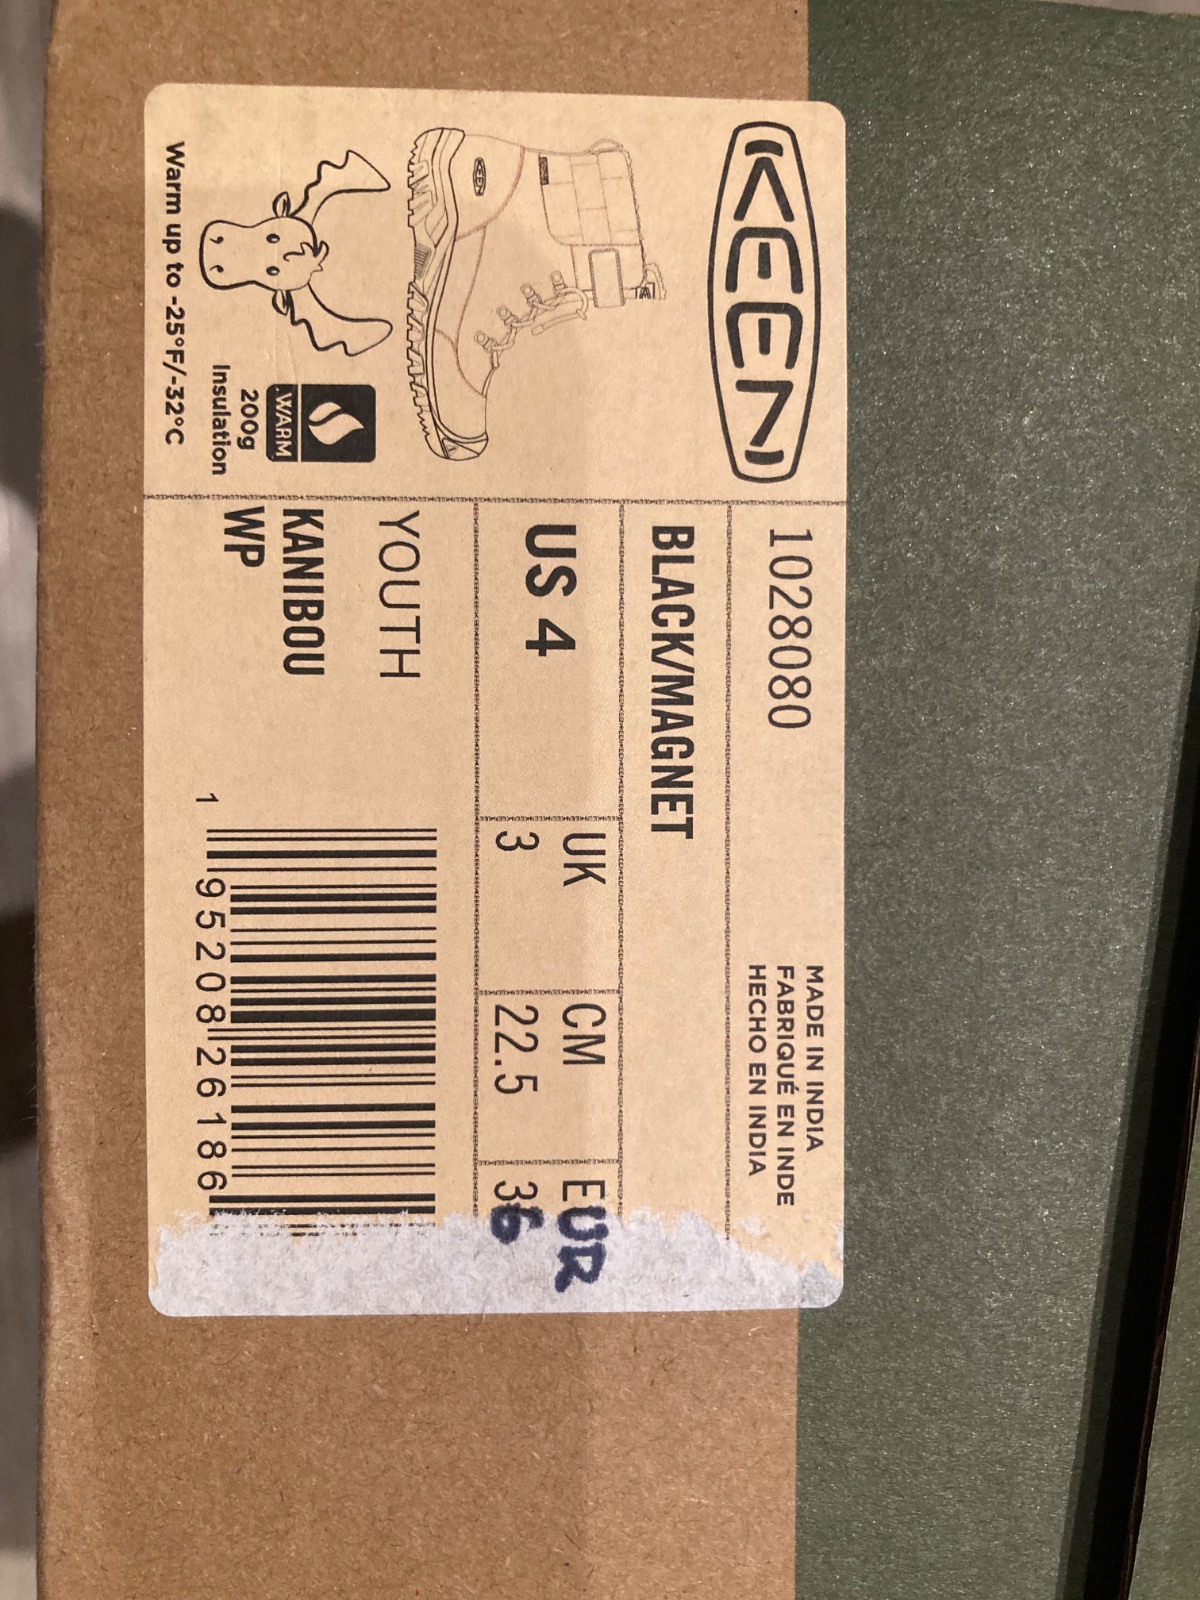 KEEN
KEEN
WARM
200g
Insulation
Warm up to -25°F/-32°C
1028080
MADE IN INDIA
FABRIQUÉ EN INDE
HECHO EN INDIA
BLACK/MAGNET
US 4
UK
3
CM
22.5
EUR
36
YOUTH
KANIBOU
WP
1 95208 26186